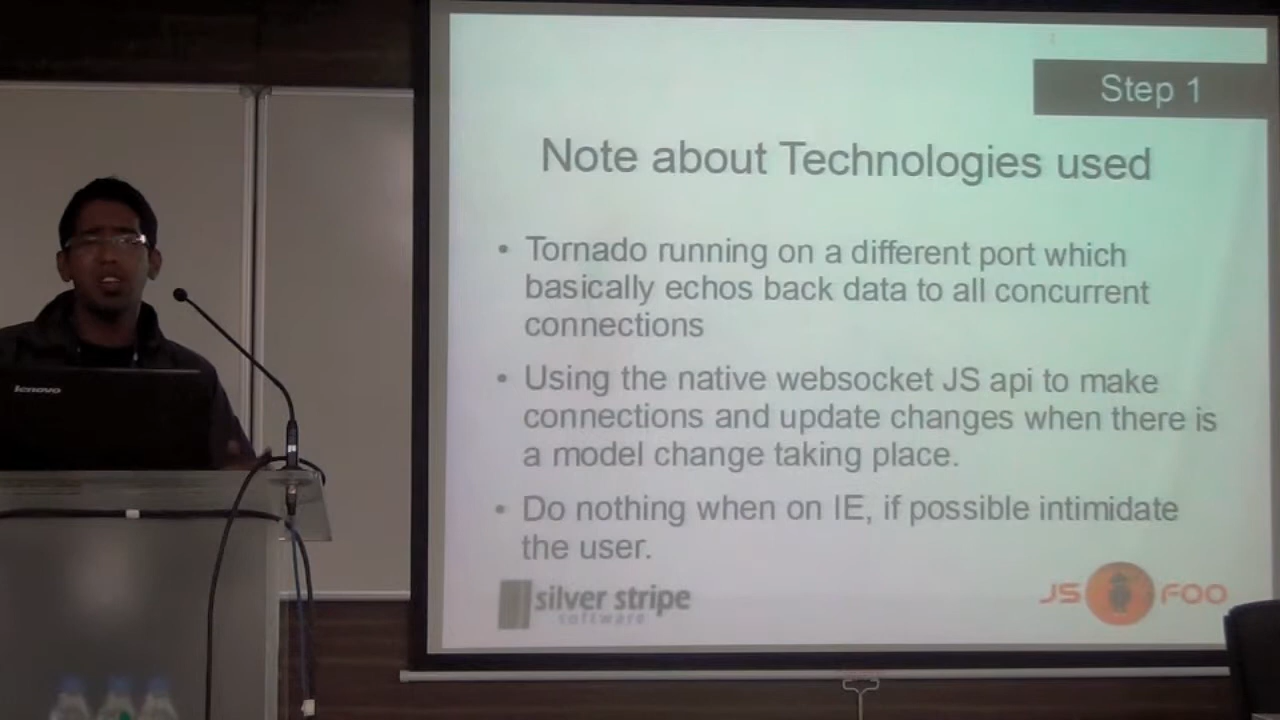 Step 1
Note about Technologies used
• Tornado running on a different port which
basically echos back data to all concurrent
connections
• Using the native websocket JS api to make
connections and update changes when there is
a model change taking place.
• Do nothing when on IE, if possible intimidate
the user.
silver stripe
software
JS FOO
lenovo